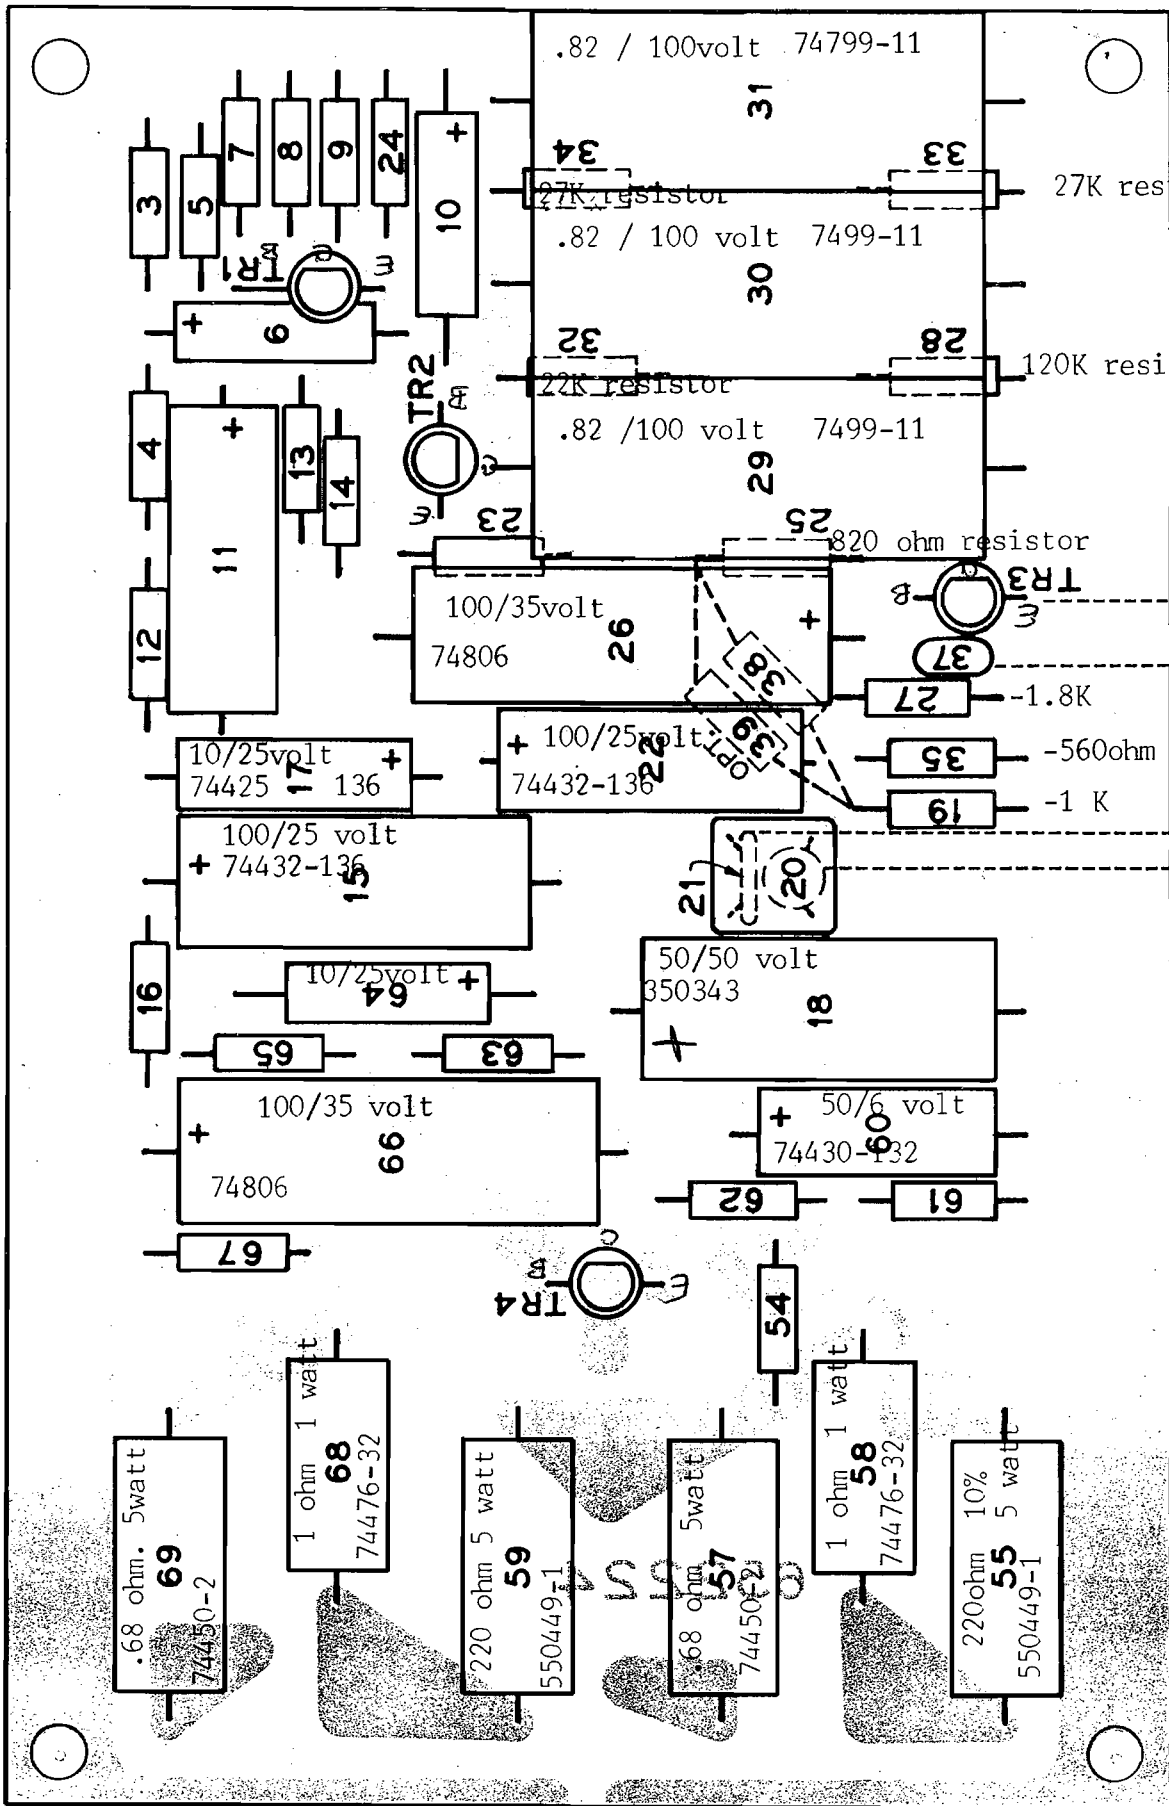 .82 / 100volt 74799-11
31
34
33
27K resistor
27K res
.82 / 100 volt 7499-11
30
32
28
22K resistor
120K resi
.82 /100 volt 7499-11
29
3
5
7
8
9
24
+
10
TR1
B
C
E
+
6
TR2
B
C
E
4
+
11
13
14
12
23
25
820 ohm resistor
100/35volt
26
+
74806
B
C
E
TR3
37
38
39
OPT.
27
-1.8K
10/25volt
+
74425
17
136
+
100/25volt
22
74432-136
35
-560ohm
19
-1 K
100/25 volt
+
74432-136
15
21
20
16
10/25volt
+
64
50/50 volt
350343
18
+
65
63
100/35 volt
+
66
74806
50/6 volt
+
60
74430-132
62
61
67
TR4
B
C
E
54
.68 ohm. 5watt
69
74450-2
1 ohm 1 watt
68
74476-32
220 ohm 5 watt
59
550449-1
.68 ohm 5watt
57
74450-2
1 ohm 1 watt
58
74476-32
220ohm 10%
55 5 watt
550449-1